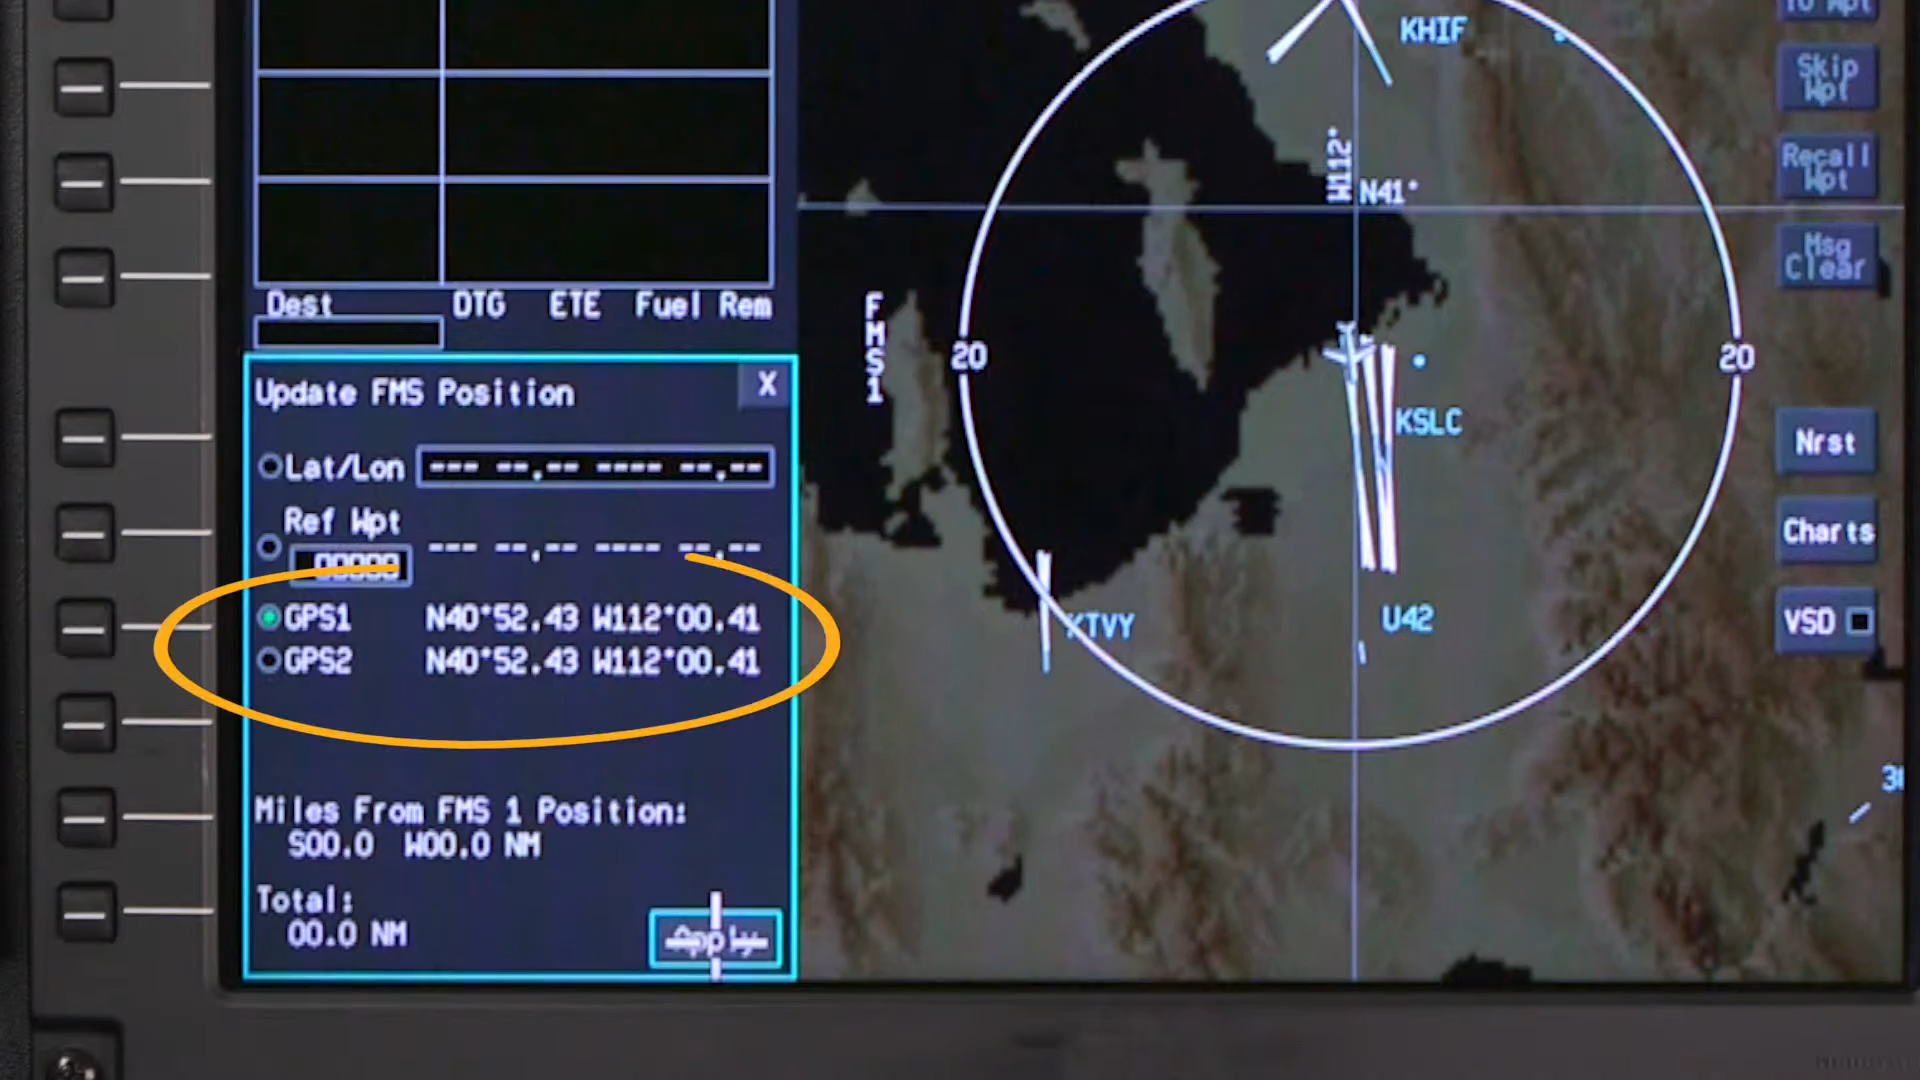 Dest DTG ETE Fuel Rem
Update FMS Position X
Lat/Lon --- --.-- ---- --.--
Ref Wpt
--- --.-- ---- --.--
GPS1 N40°52.43 W112°00.41
GPS2 N40°52.43 W112°00.41
Miles From FMS 1 Position:
S00.0 W00.0 NM
Total:
00.0 NM
Apply
KHIF
W112°
N41°
FMS1
20
20
KSLC
KTVY
U42
To Wpt
Skip
Wpt
Recall
Wpt
Msg
Clear
Nrst
Charts
VSD